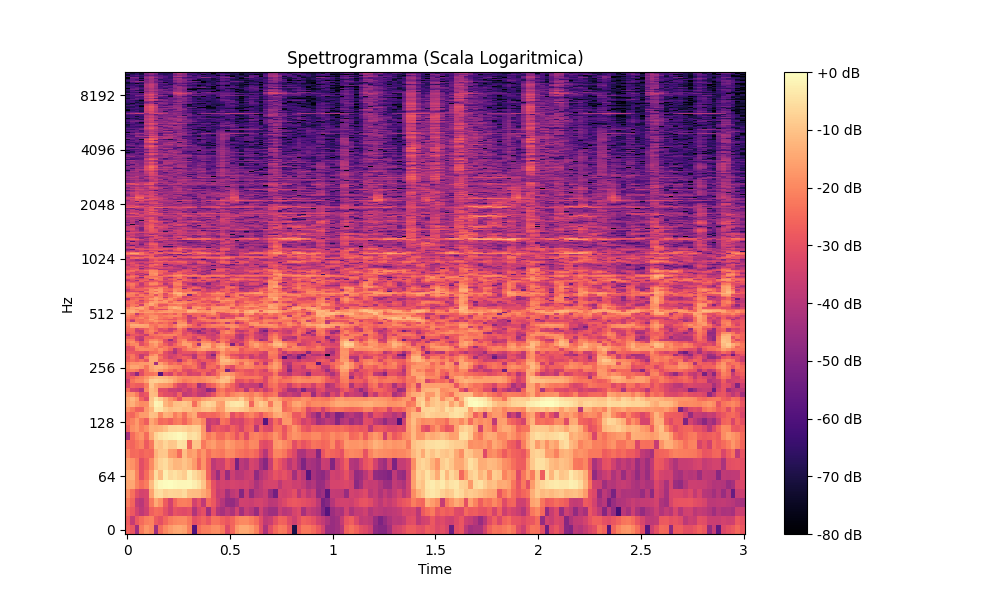 Spettrogramma (Scala Logaritmica)
Hz
8192
4096
2048
1024
512
256
128
64
0
0 0.5 1 1.5 2 2.5 3
Time
+0 dB
-10 dB
-20 dB
-30 dB
-40 dB
-50 dB
-60 dB
-70 dB
-80 dB